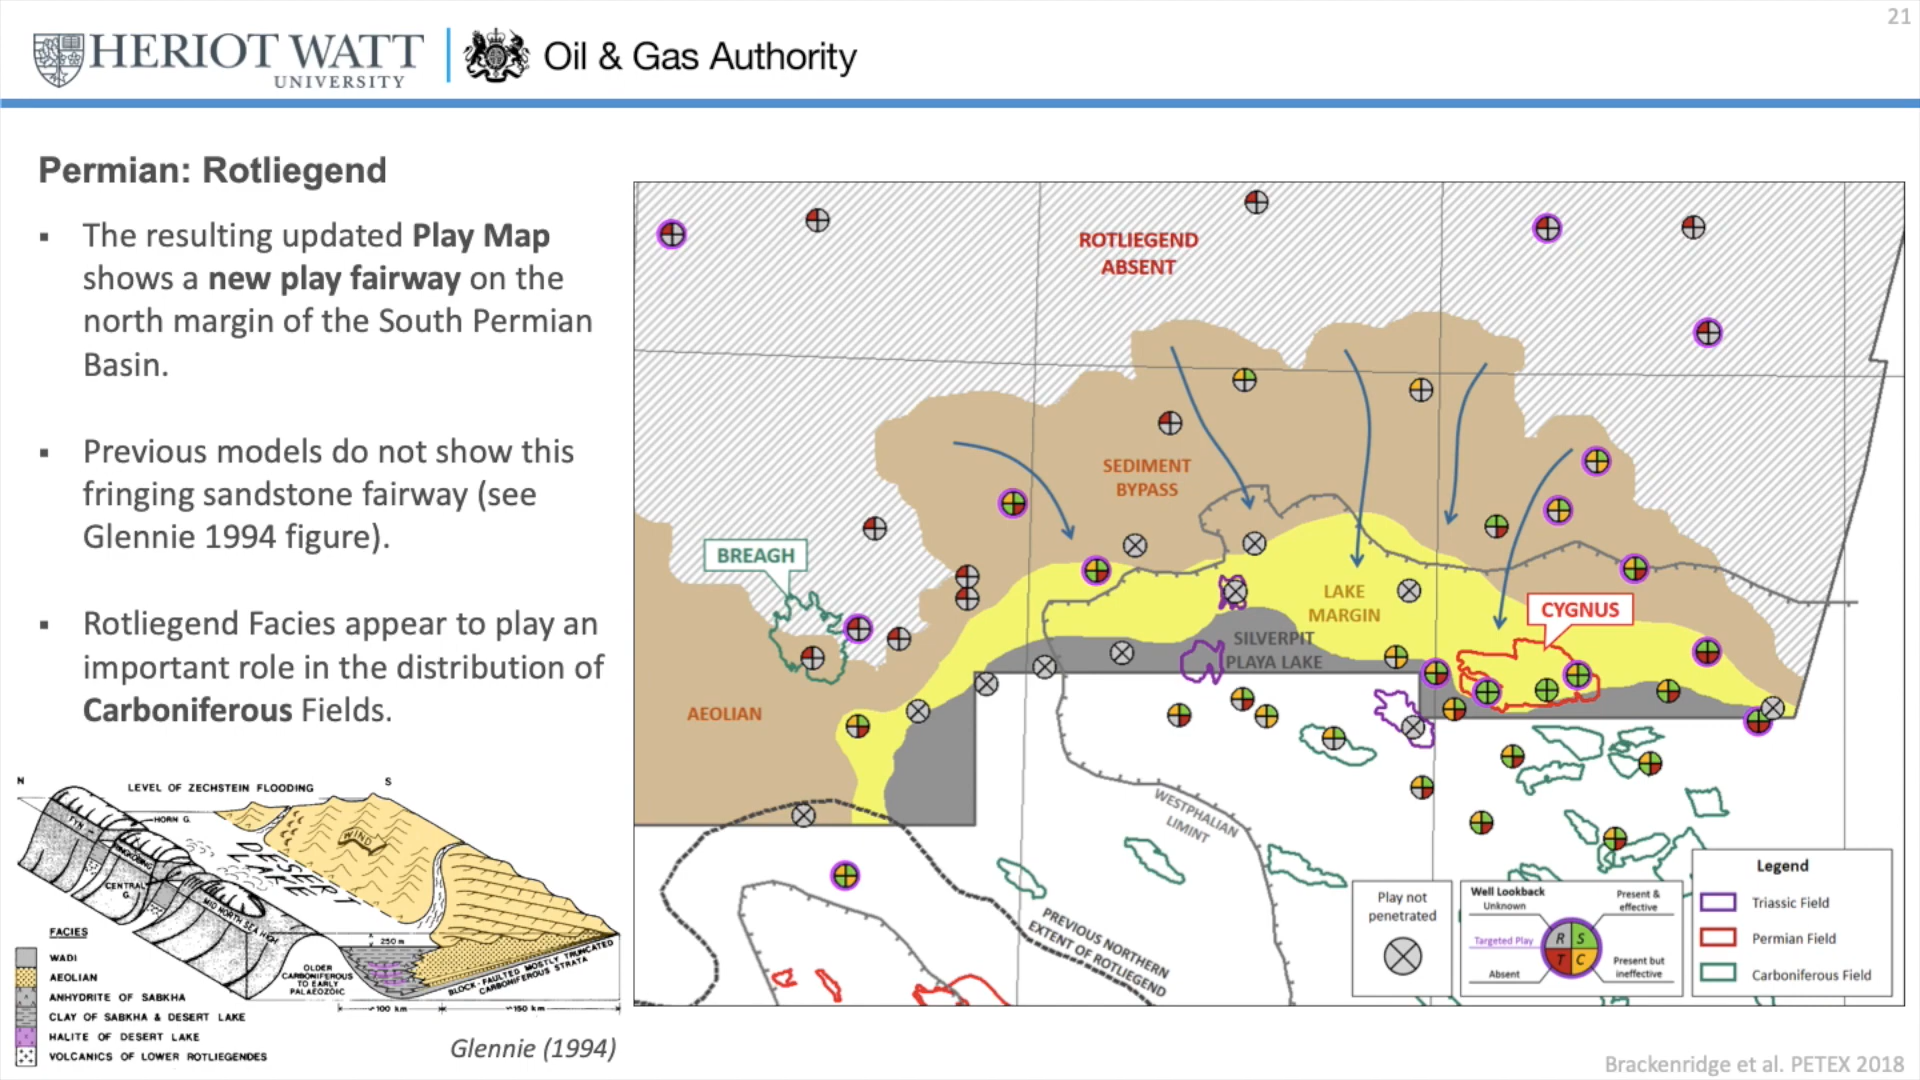 21
HERIOT WATT
UNIVERSITY
Oil & Gas Authority
Permian: Rotliegend
▪ The resulting updated Play Map
shows a new play fairway on the
north margin of the South Permian
Basin.
▪ Previous models do not show this
fringing sandstone fairway (see
Glennie 1994 figure).
▪ Rotliegend Facies appear to play an
important role in the distribution of
Carboniferous Fields.
ROTLIEGEND
ABSENT
SEDIMENT
BYPASS
BREAGH
LAKE
MARGIN
CYGNUS
SILVERPIT
PLAYA LAKE
AEOLIAN
WESTPHALIAN
LIMINT
PREVIOUS NORTHERN
EXTENT OF ROTLIEGEND
Play not
penetrated
Well Lookback
Unknown
Present &
effective
Targeted Play
R S
T C
Absent
Present but
ineffective
Legend
Triassic Field
Permian Field
Carboniferous Field
N
LEVEL OF ZECHSTEIN FLOODING
S
HORN G.
WIND
DESERT
LAKE
CENTRAL
G.
MID NORTH SEA HIGH
250 m
OLDER
CARBONIFEROUS
TO EARLY
PALAEOZOIC
BLOCK-FAULTED MOSTLY TRUNCATED
CARBONIFEROUS STRATA
~100 km
~150 km
FACIES
WADI
AEOLIAN
ANHYDRITE OF SABKHA
CLAY OF SABKHA & DESERT LAKE
HALITE OF DESERT LAKE
VOLCANICS OF LOWER ROTLIEGENDES
Glennie (1994)
Brackenridge et al. PETEX 2018